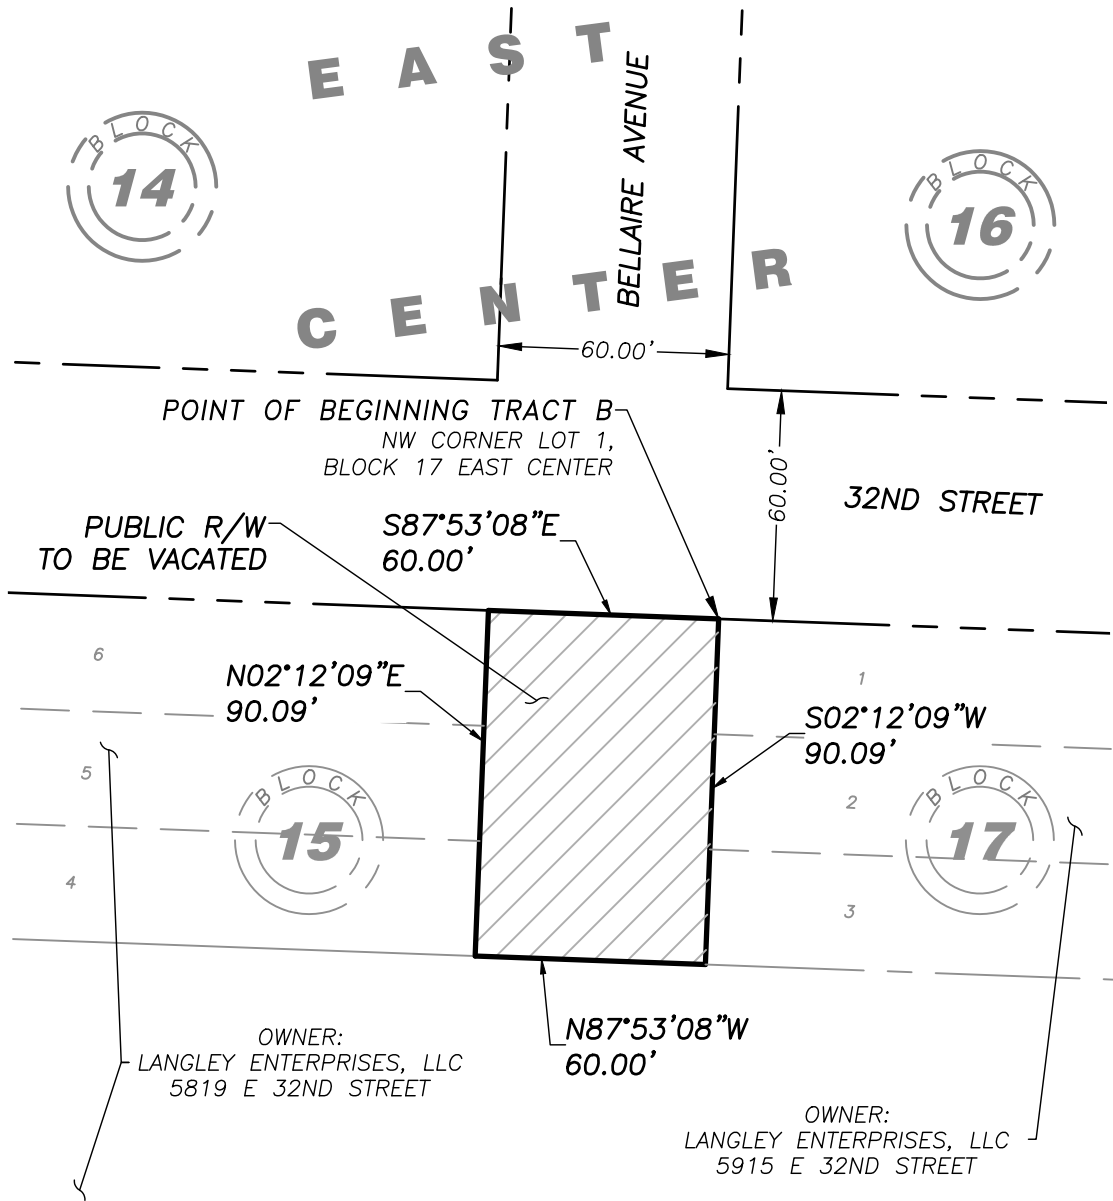 EAST
CENTER
BELLAIRE AVENUE
BLOCK
14
BLOCK
16
60.00'
POINT OF BEGINNING TRACT B
NW CORNER LOT 1,
BLOCK 17 EAST CENTER
60.00'
32ND STREET
PUBLIC R/W
TO BE VACATED
S87°53'08"E
60.00'
6
N02°12'09"E
90.09'
1
S02°12'09"W
90.09'
5
BLOCK
15
2
BLOCK
17
4
3
N87°53'08"W
60.00'
OWNER:
LANGLEY ENTERPRISES, LLC
5819 E 32ND STREET
OWNER:
LANGLEY ENTERPRISES, LLC
5915 E 32ND STREET